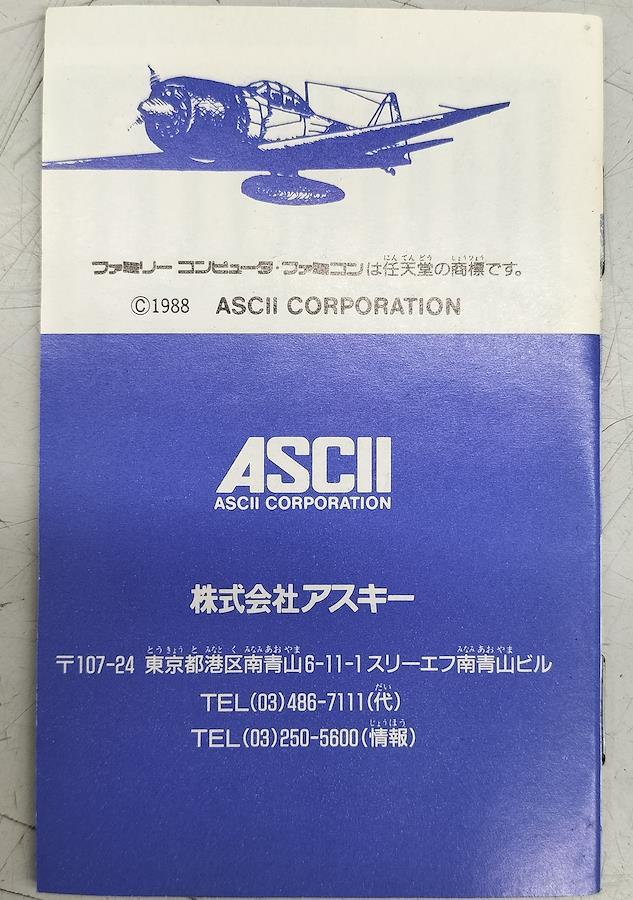 ファミリーコンピュータ・ファミコンは任天堂の商標です。
©1988 ASCII CORPORATION
ASCII
ASCII CORPORATION
株式会社アスキー
〒107-24 東京都港区南青山6-11-1スリーエフ南青山ビル
TEL(03)486-7111(代)
TEL(03)250-5600(情報)